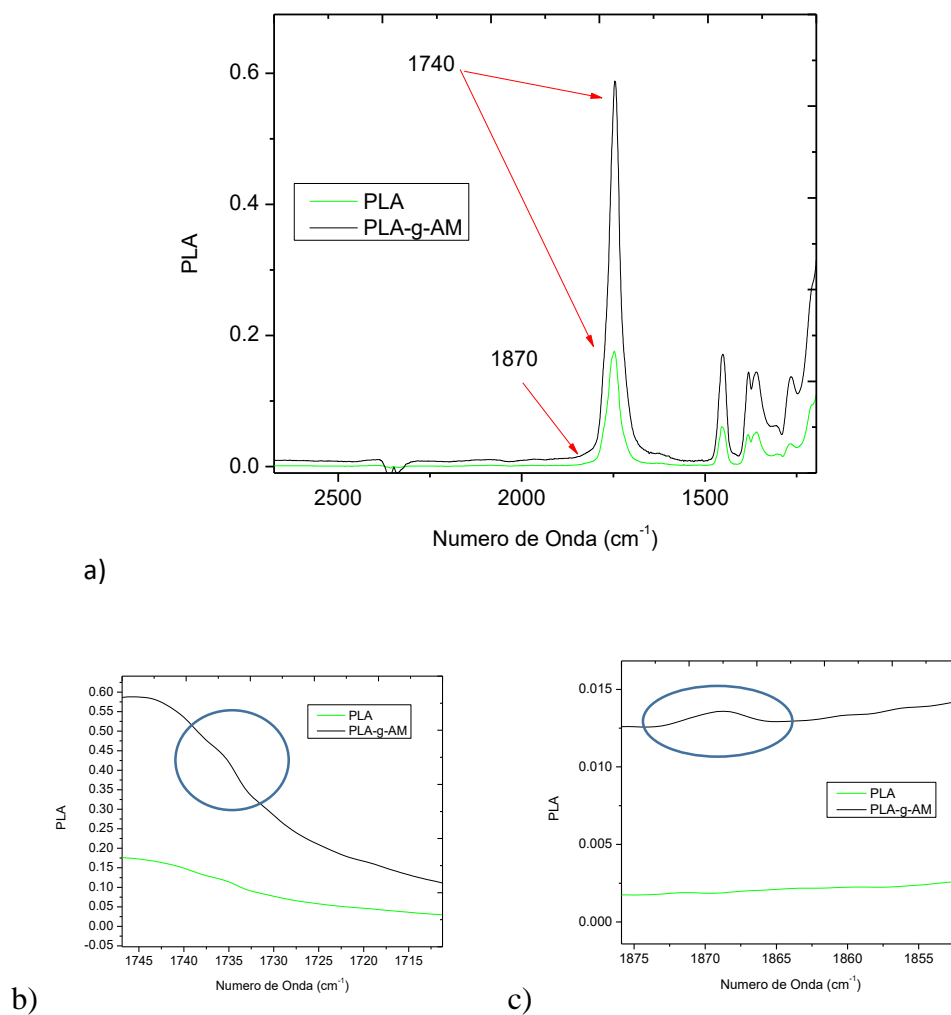 1740
0.6
PLA
PLA-g-AM
0.4
PLA
0.2
1870
0.0
2500
2000
1500
Numero de Onda (cm-1)
a)
0.60
0.55
0.50
0.45
0.40
0.35
0.30
0.25
0.20
0.15
0.10
0.05
0.00
-0.05
PLA
PLA
PLA-g-AM
1745 1740 1735 1730 1725 1720 1715
Numero de Onda (cm-1)
b)
0.015
0.010
0.005
0.000
PLA
PLA
PLA-g-AM
1875 1870 1865 1860 1855
Numero de Onda (cm-1)
c)